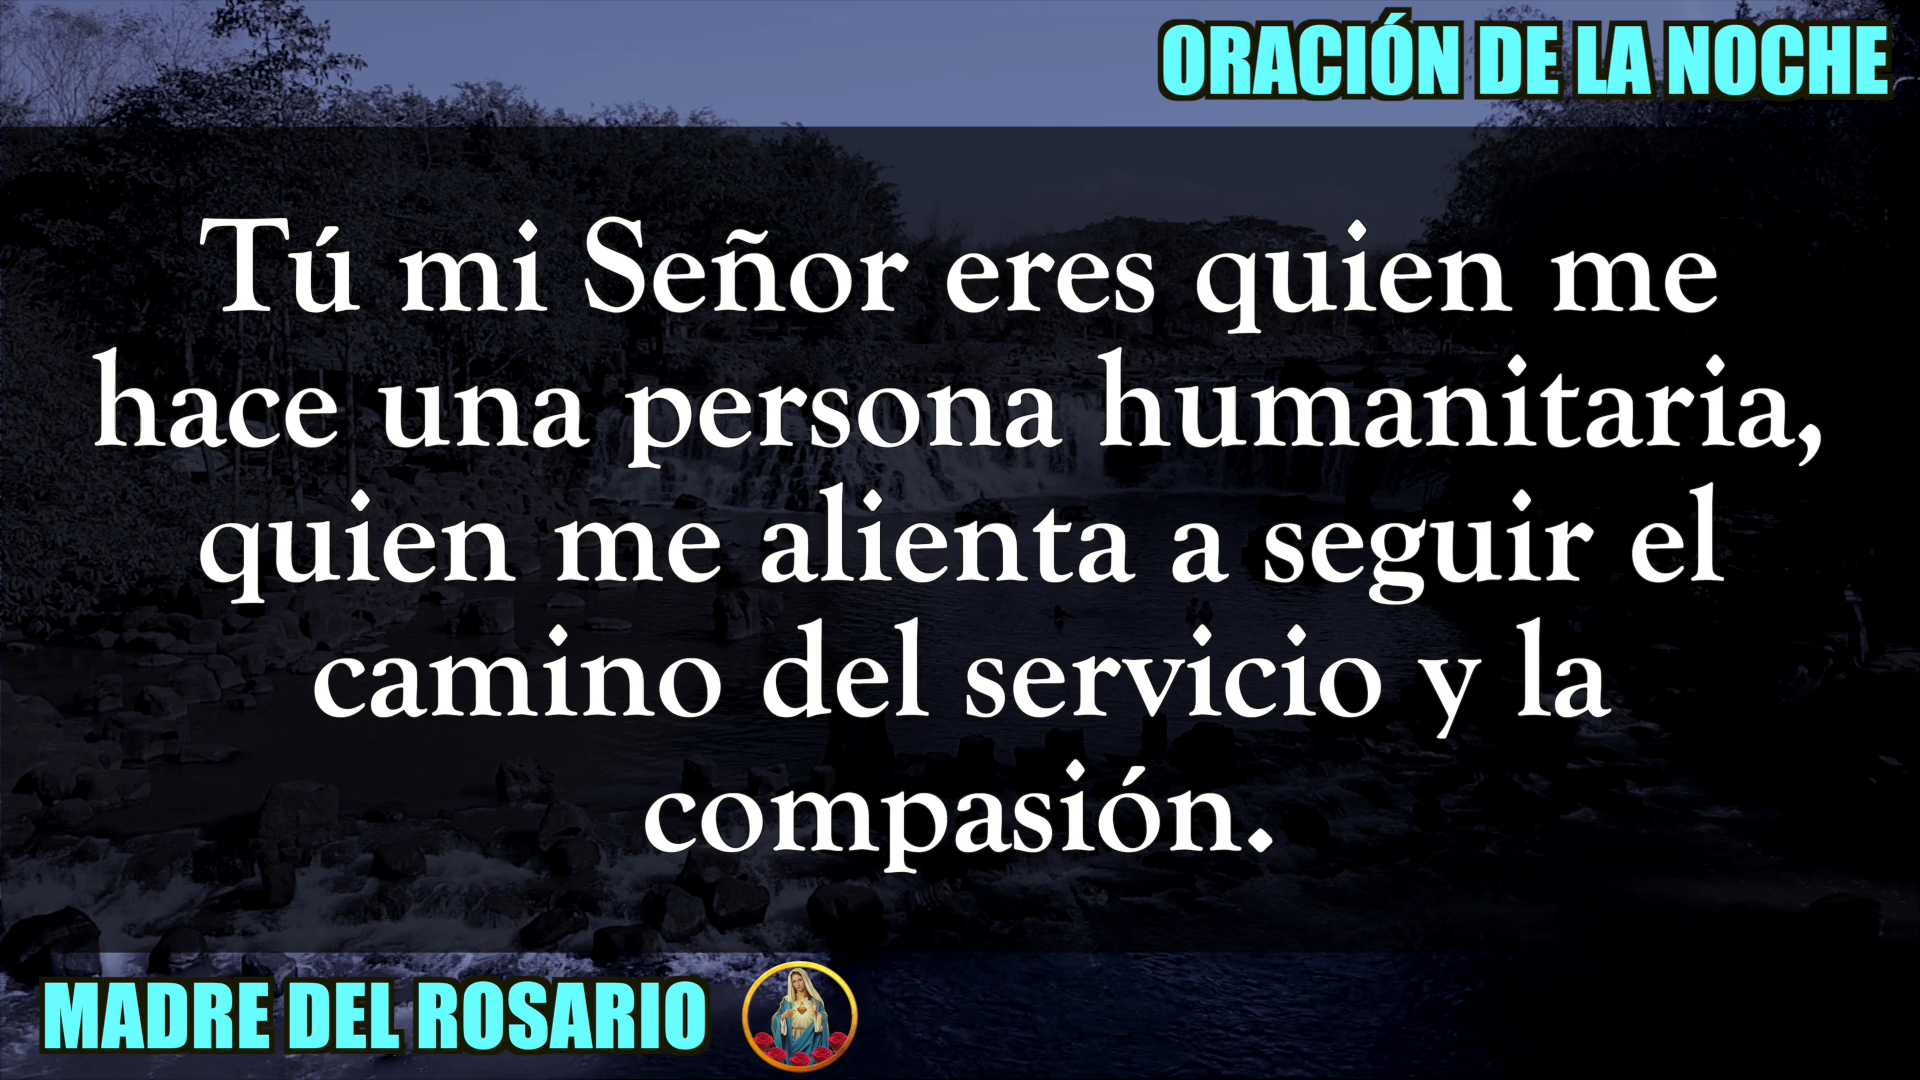 ORACIÓN DE LA NOCHE
Tú mi Señor eres quien me
hace una persona humanitaria,
quien me alienta a seguir el
camino del servicio y la
compasión.
MADRE DEL ROSARIO